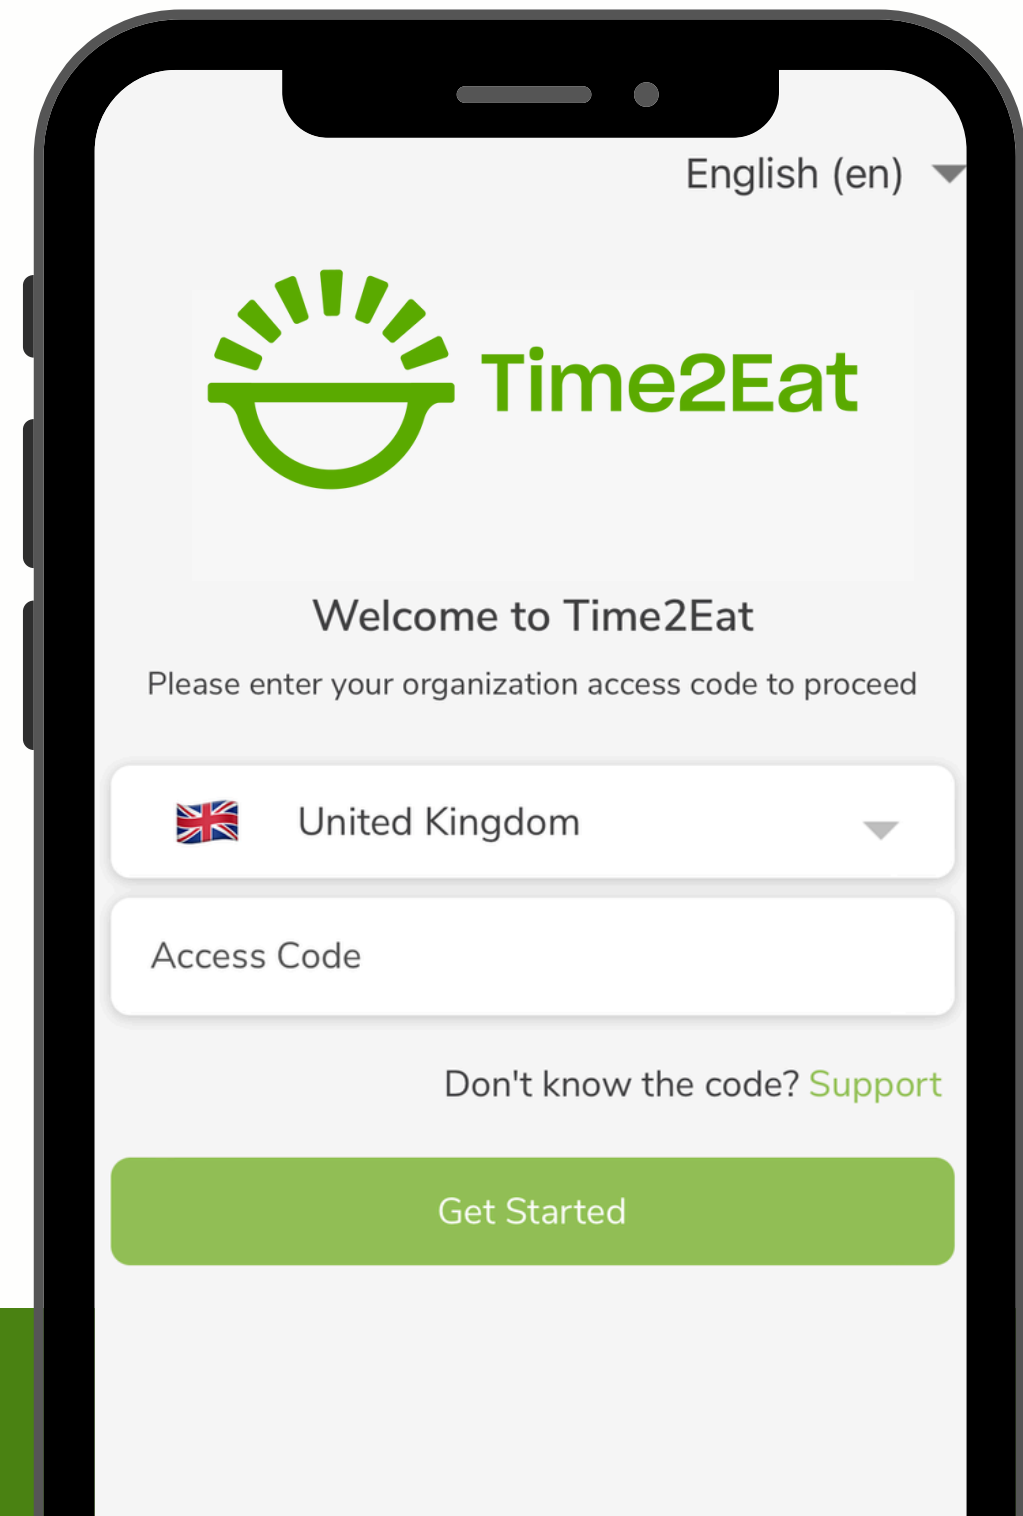 English (en)
Time2Eat
Welcome to Time2Eat
Please enter your organization access code to proceed
United Kingdom
Access Code
Don't know the code? Support
Get Started